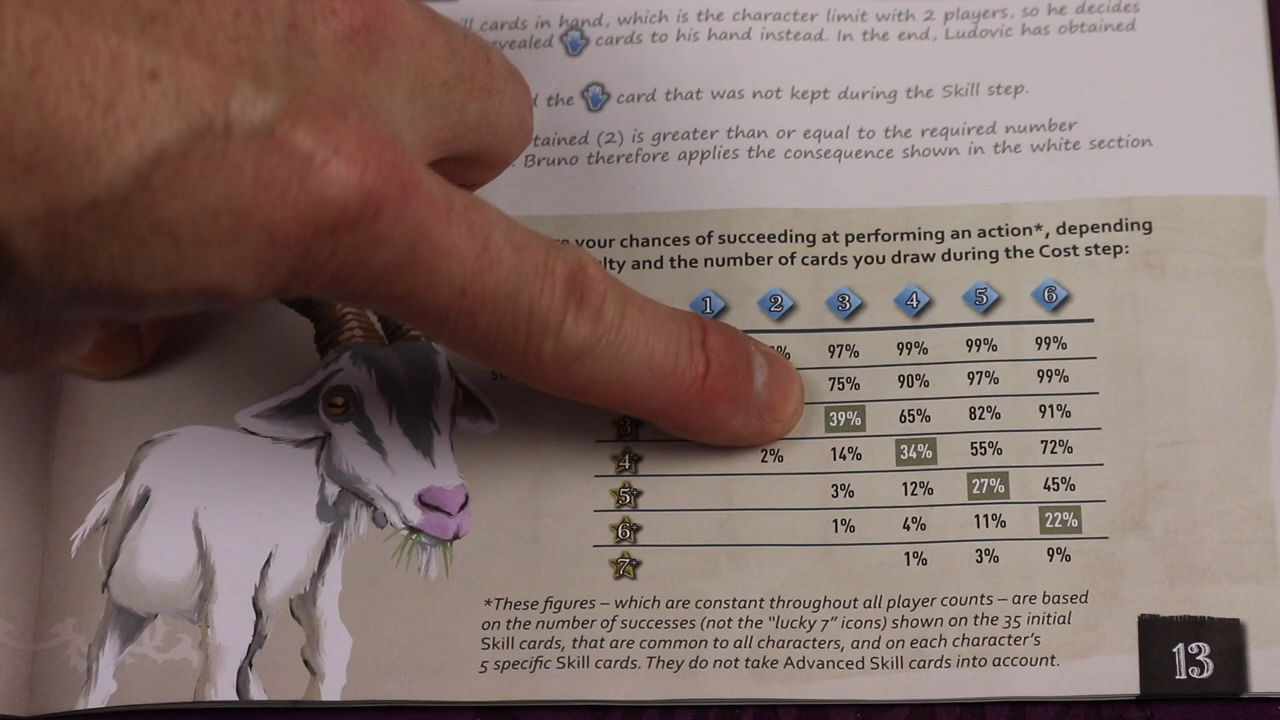 cards in hand, which is the character limit with 2 players, so he decides
cards to his hand instead. In the end, Ludovic has obtained
the card that was not kept during the Skill step.
(2) is greater than or equal to the required number
. Bruno therefore applies the consequence shown in the white section
your chances of succeeding at performing an action*, depending
and the number of cards you draw during the Cost step:
1 2 3 4 5 6
97% 99% 99% 99%
75% 90% 97% 99%
3+ 39% 65% 82% 91%
4+ 2% 14% 34% 55% 72%
5+ 3% 12% 27% 45%
6+ 1% 4% 11% 22%
7+ 1% 3% 9%
*These figures – which are constant throughout all player counts – are based
on the number of successes (not the "lucky 7" icons) shown on the 35 initial
Skill cards, that are common to all characters, and on each character's
5 specific Skill cards. They do not take Advanced Skill cards into account.
13